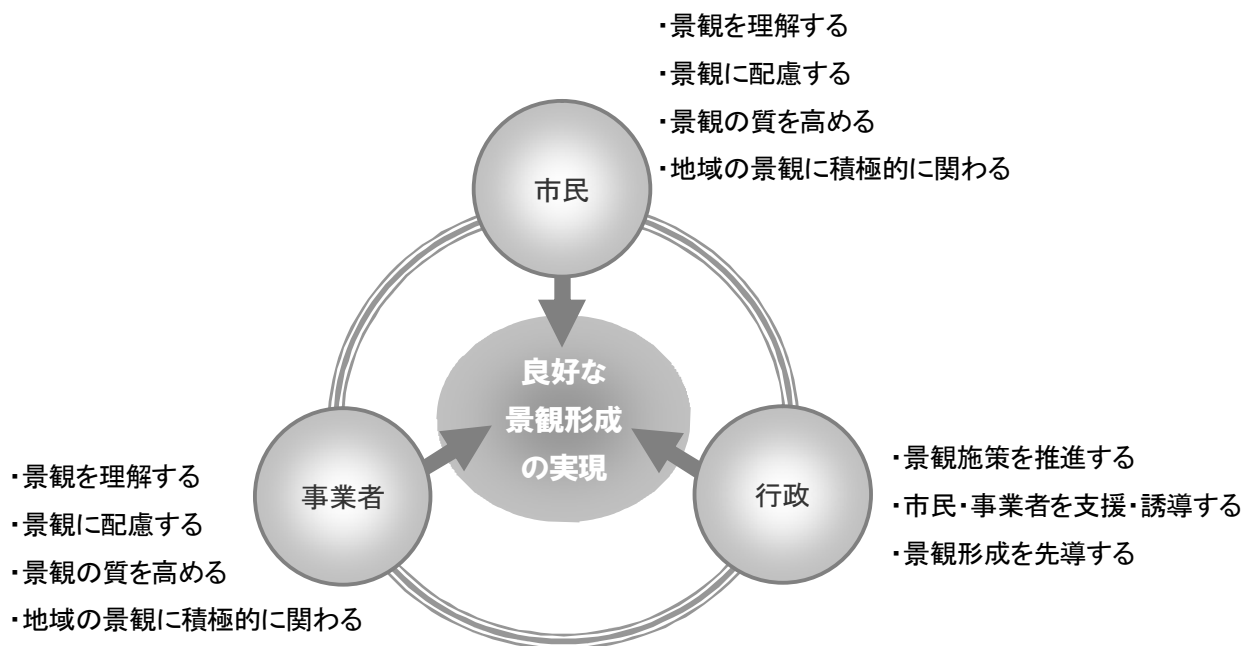 ・景観を理解する
・景観に配慮する
・景観の質を高める
・地域の景観に積極的に関わる
市民
良好な
景観形成
の実現
事業者
・景観を理解する
・景観に配慮する
・景観の質を高める
・地域の景観に積極的に関わる
行政
・景観施策を推進する
・市民・事業者を支援・誘導する
・景観形成を先導する